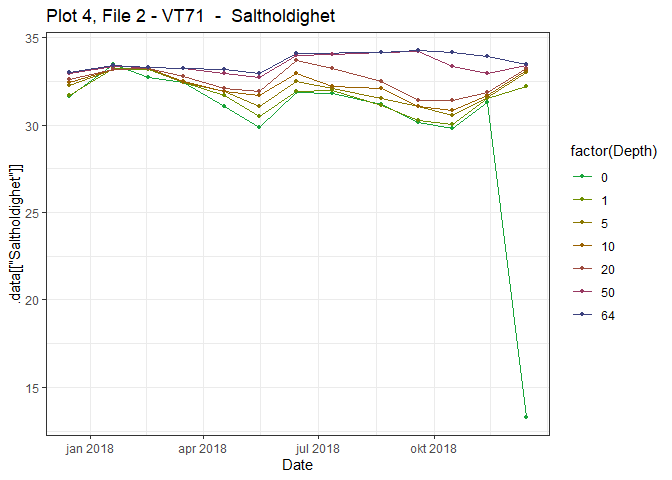 Plot 4, File 2 - VT71  -  Saltholdighet
35
30
25
20
15
.data[["Saltholdighet"]]
jan 2018
apr 2018
jul 2018
okt 2018
Date
factor(Depth)
0
1
5
10
20
50
64